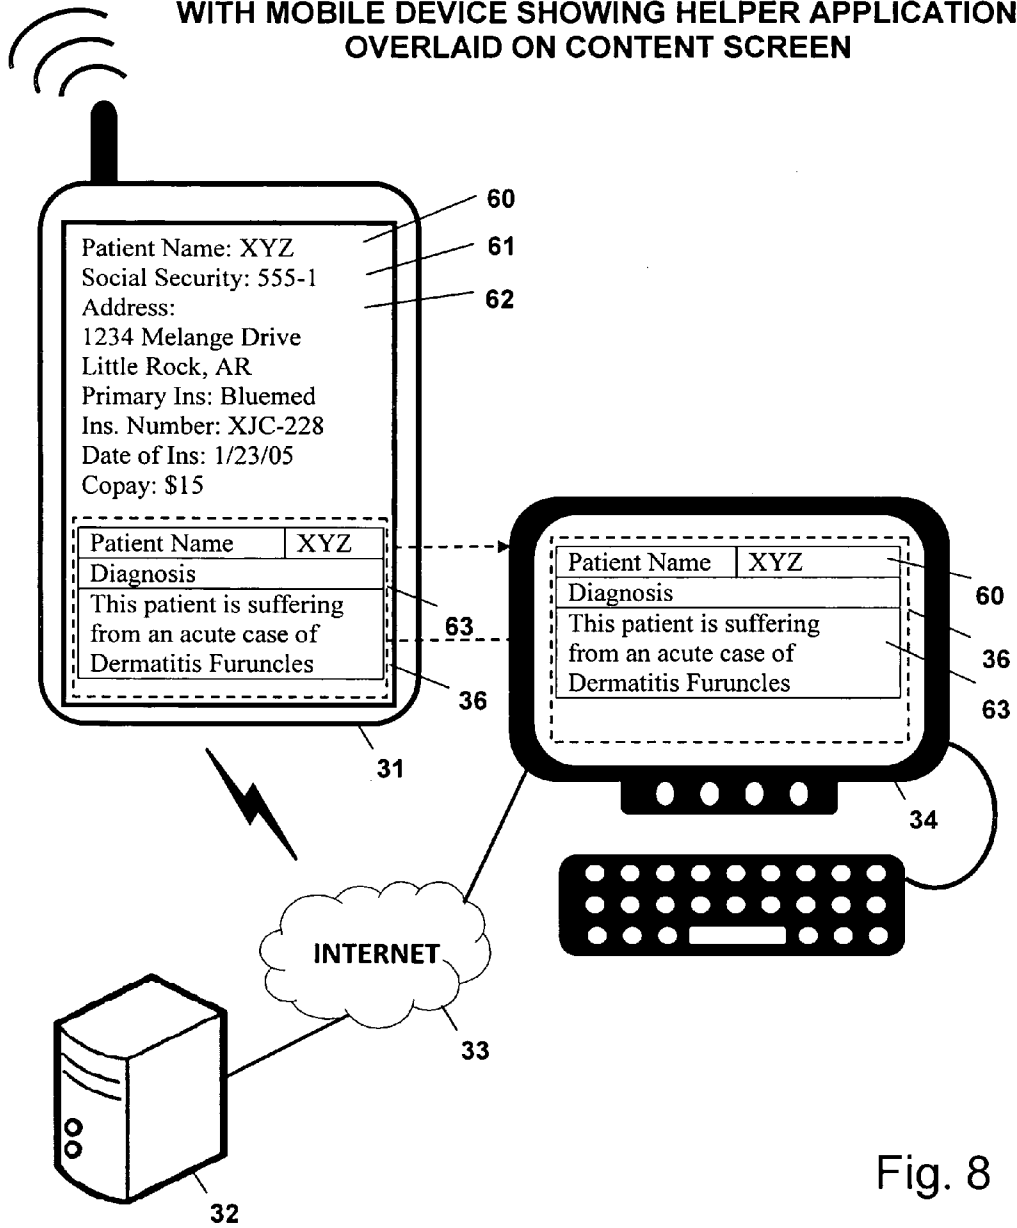 WITH MOBILE DEVICE SHOWING HELPER APPLICATION
OVERLAID ON CONTENT SCREEN
60
61
62
Patient Name: XYZ
Social Security: 555-1
Address:
1234 Melange Drive
Little Rock, AR
Primary Ins: Bluemed
Ins. Number: XJC-228
Date of Ins: 1/23/05
Copay: $15
Patient Name XYZ
Diagnosis
This patient is suffering
from an acute case of
Dermatitis Furuncles
63
36
31
Patient Name XYZ
Diagnosis
This patient is suffering
from an acute case of
Dermatitis Furuncles
60
36
63
34
INTERNET
33
32
Fig. 8